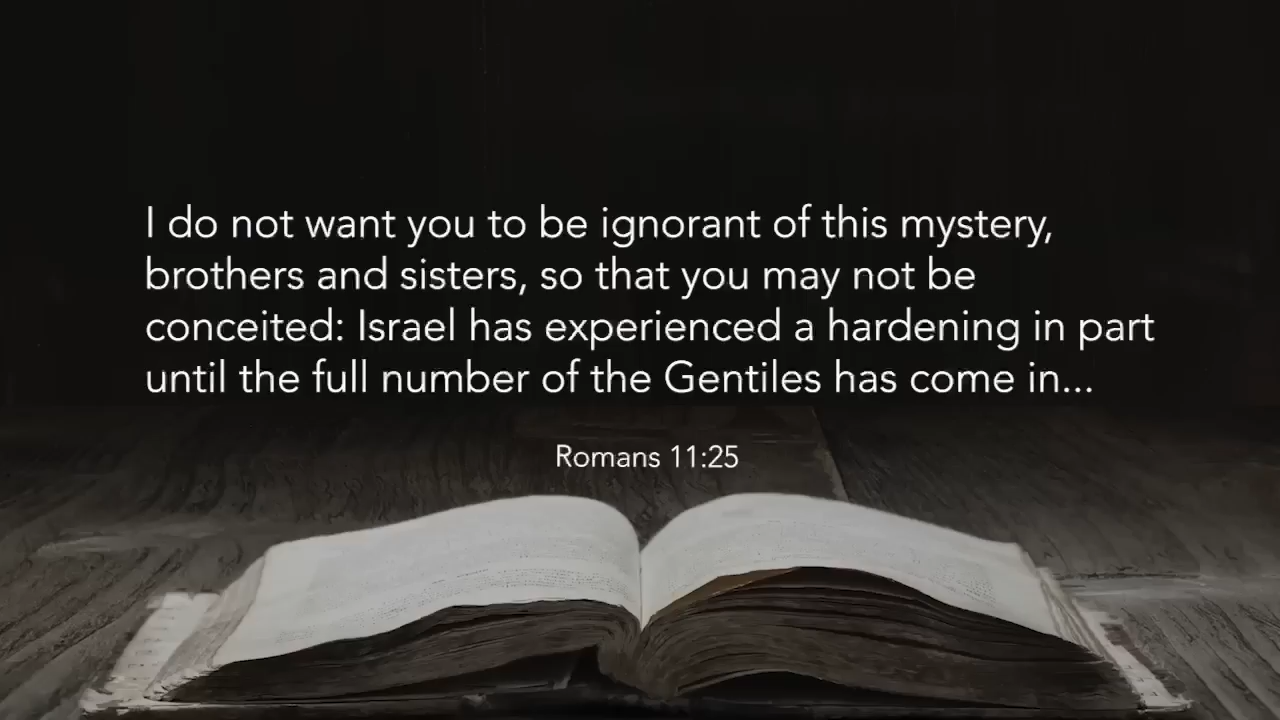 I do not want you to be ignorant of this mystery,
brothers and sisters, so that you may not be
conceited: Israel has experienced a hardening in part
until the full number of the Gentiles has come in...
Romans 11:25